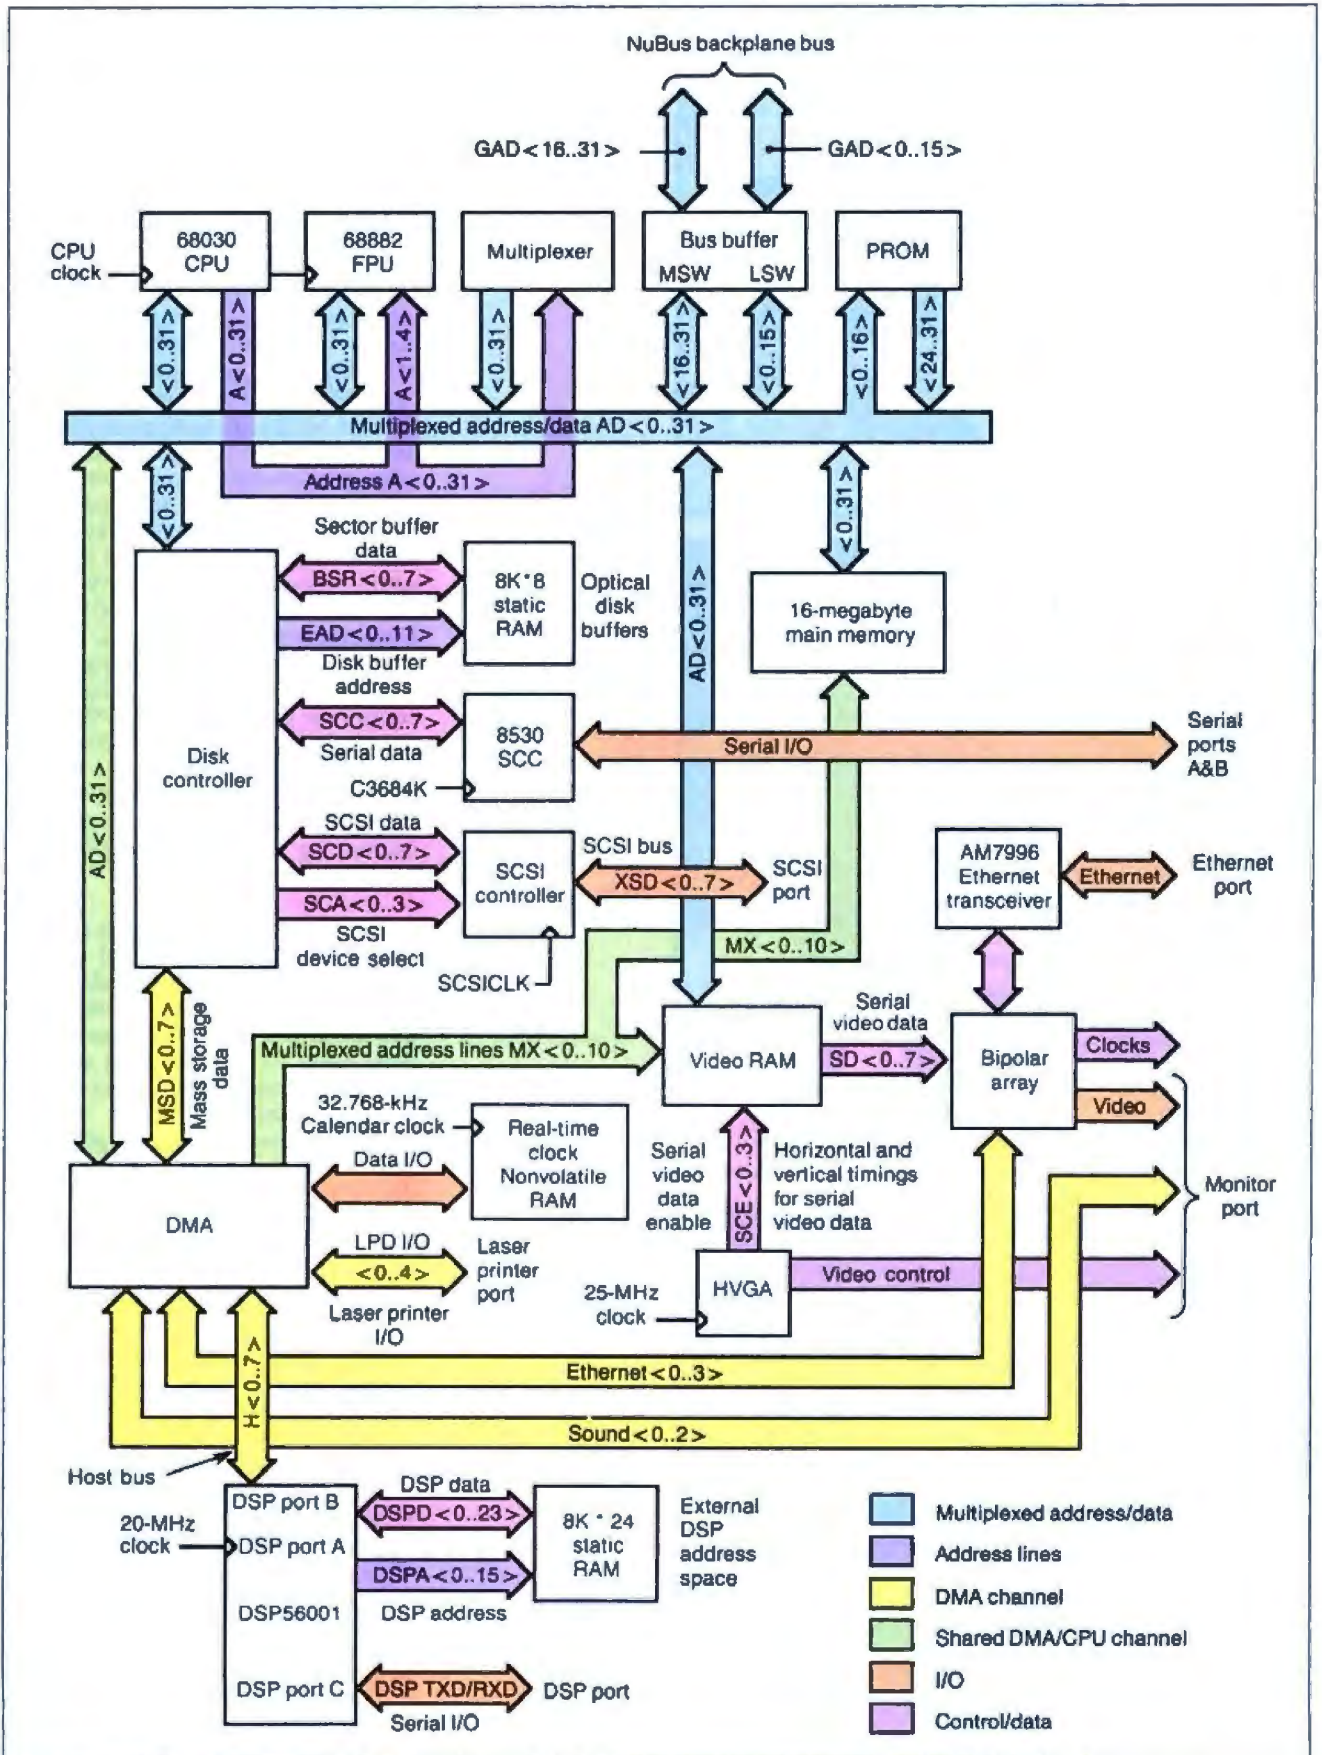 NuBus backplane bus
GAD<16..31>
GAD<0..15>
CPU
clock
68030
CPU
68882
FPU
Multiplexer
Bus buffer
MSW LSW
PROM
<0..31>
A<0..31>
<0..31>
A<1..4>
<0..31>
<16..31>
<0..15>
<0..16>
<24..31>
Multiplexed address/data AD<0..31>
<0..31>
Address A<0..31>
<0..31>
AD<0..31>
AD<0..31>
Sector buffer
data
BSR<0..7>
EAD<0..11>
Disk buffer
address
8K*8
static
RAM
Optical
disk
buffers
16-megabyte
main memory
Disk
controller
SCC<0..7>
Serial data
C3684K
8530
SCC
Serial I/O
Serial
ports
A&B
SCSI data
SCD<0..7>
SCA<0..3>
SCSI
device select
SCSI
controller
SCSICLK
SCSI bus
XSD<0..7>
SCSI
port
AM7996
Ethernet
transceiver
Ethernet
Ethernet
port
MX<0..10>
MSD<0..7>
Mass storage
data
Multiplexed address lines MX<0..10>
Video RAM
Serial
video data
SD<0..7>
Bipolar
array
Clocks
Video
32.768-kHz
Calendar clock
Real-time
clock
Nonvolatile
RAM
Data I/O
DMA
LPD I/O
<0..4>
Laser printer
I/O
Laser
printer
port
Serial
video
data
enable
SCE<0..3>
Horizontal and
vertical timings
for serial
video data
Monitor
port
25-MHz
clock
HVGA
Video control
H<0..7>
Ethernet<0..3>
Sound<0..2>
Host bus
20-MHz
clock
DSP port B
DSP port A
DSP56001
DSP port C
DSP data
DSPD<0..23>
DSPA<0..15>
DSP address
8K * 24
static
RAM
External
DSP
address
space
DSP TXD/RXD
Serial I/O
DSP port
Multiplexed address/data
Address lines
DMA channel
Shared DMA/CPU channel
I/O
Control/data